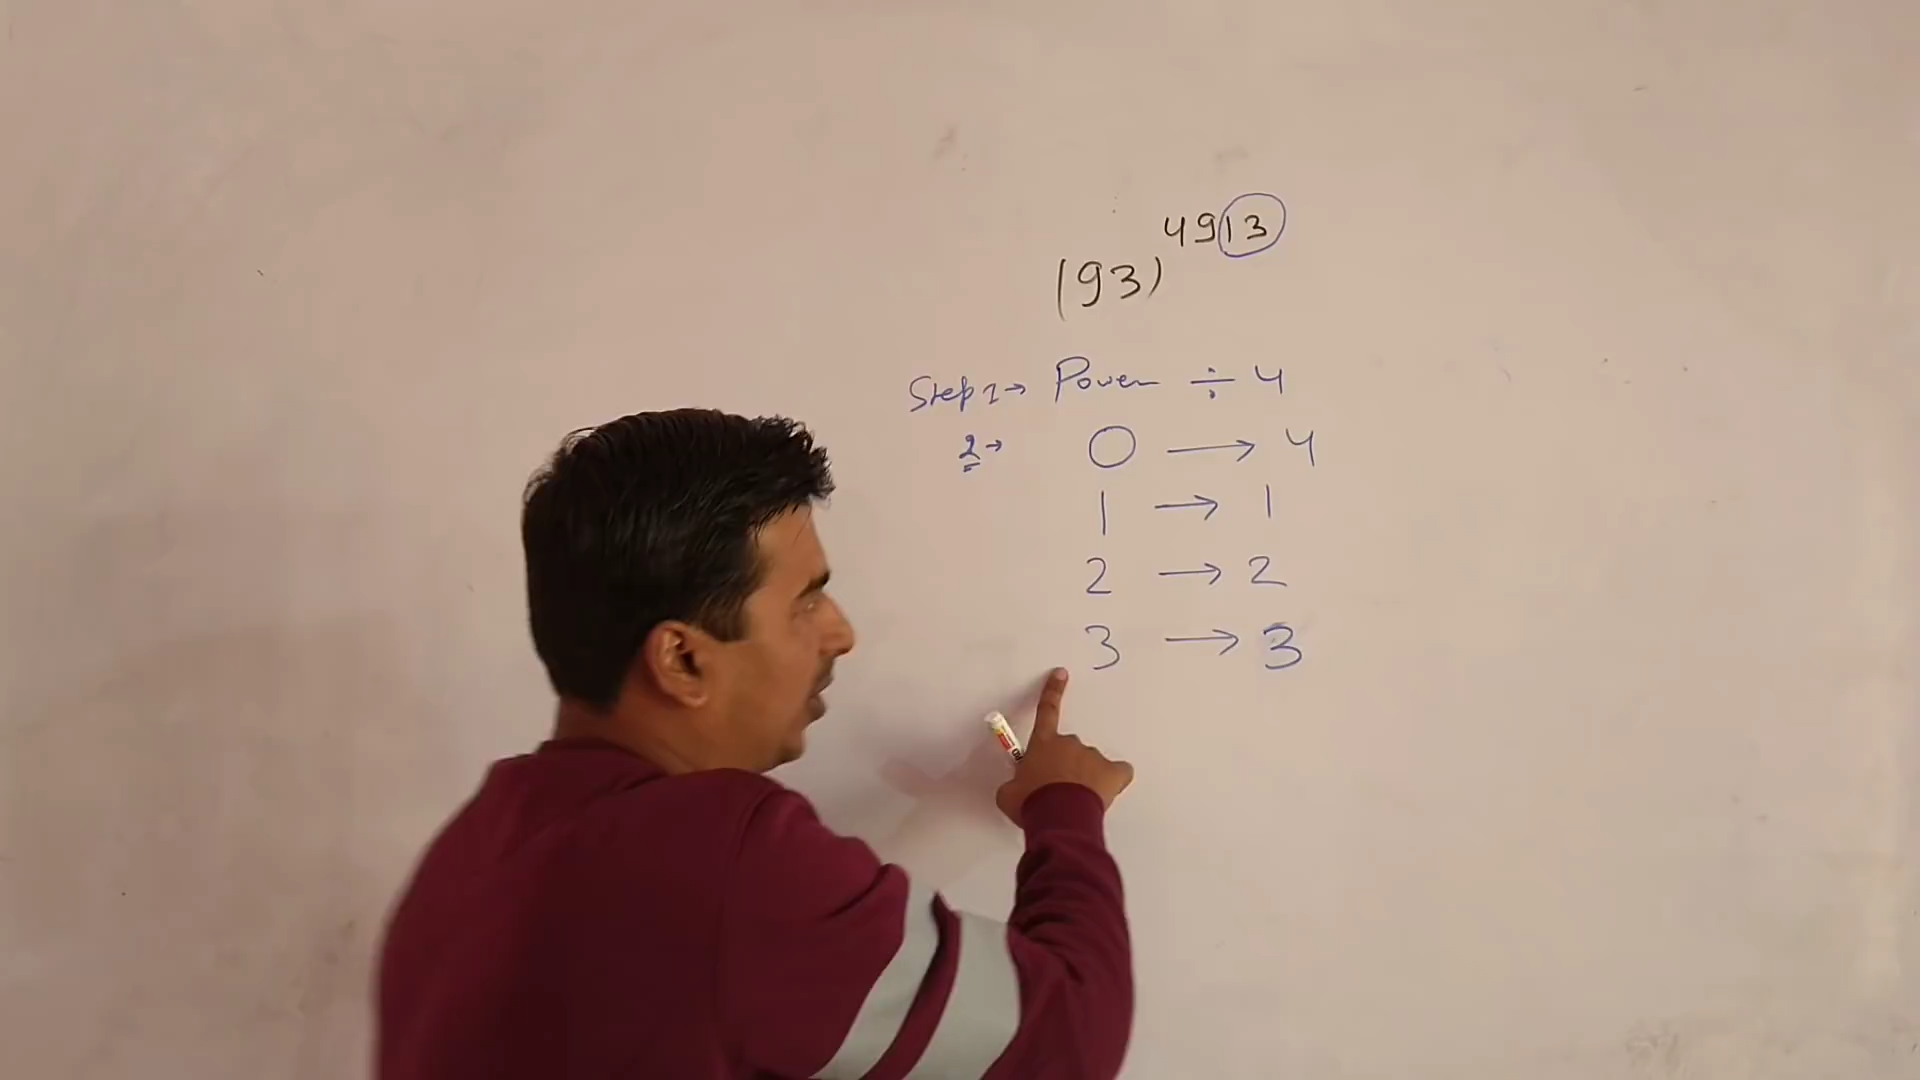 (93)^4913
Step 1→ Power ÷ 4
2→ 0 → 4
1 → 1
2 → 2
3 → 3